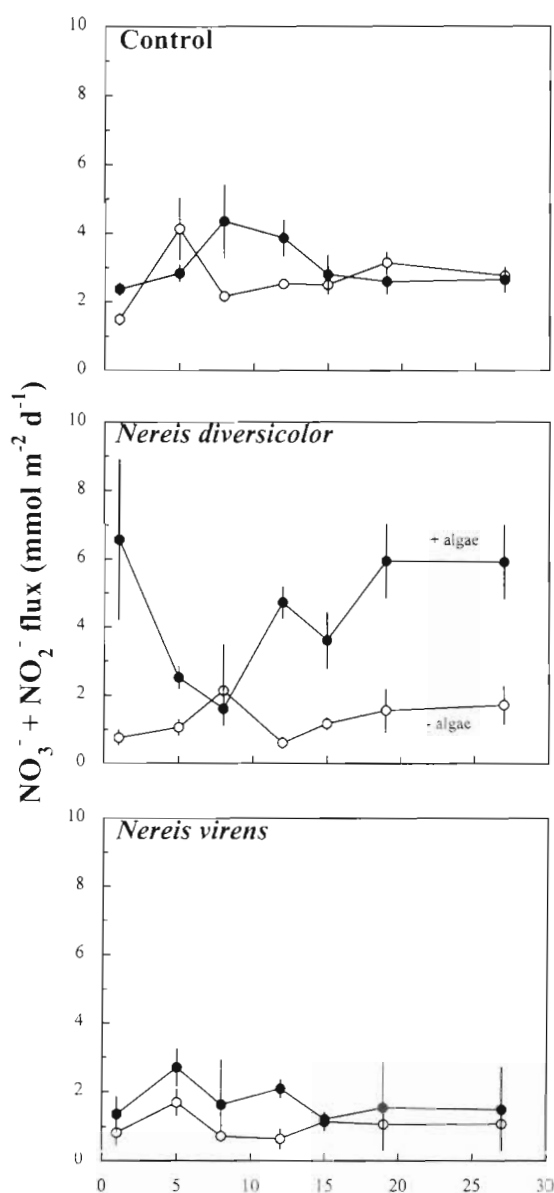 NO₃⁻ + NO₂⁻ flux (mmol m⁻² d⁻¹)
Control
10
8
6
4
2
0
Nereis diversicolor
10
8
6
4
2
0
+ algae
- algae
Nereis virens
10
8
6
4
2
0
0 5 10 15 20 25 30